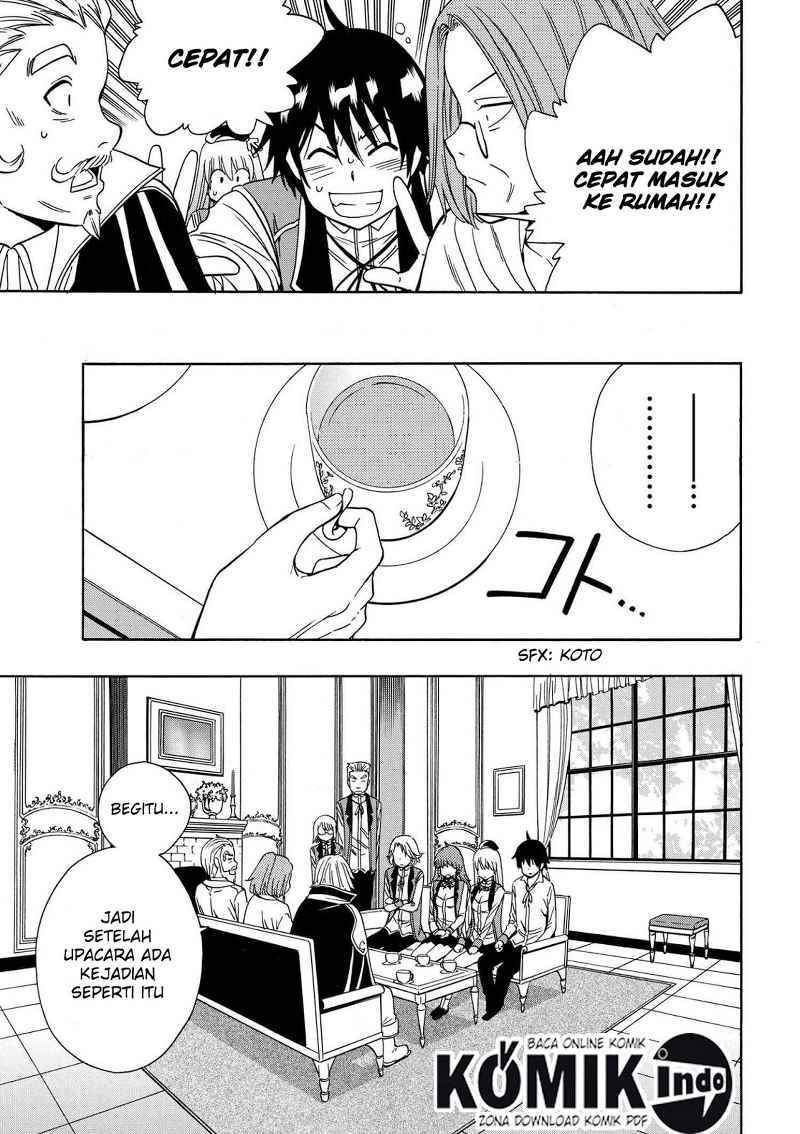 AAH SUDAH!!
CEPAT MASUK
KE RUMAH!!
CEPAT!!
コト...
SFX: KOTO
BEGITU...
JADI
SETELAH
UPACARA ADA
KEJADIAN
SEPERTI ITU
BACA ONLINE KOMIK
KOMIK Indo
ZONA DOWNLOAD KOMIK PDF